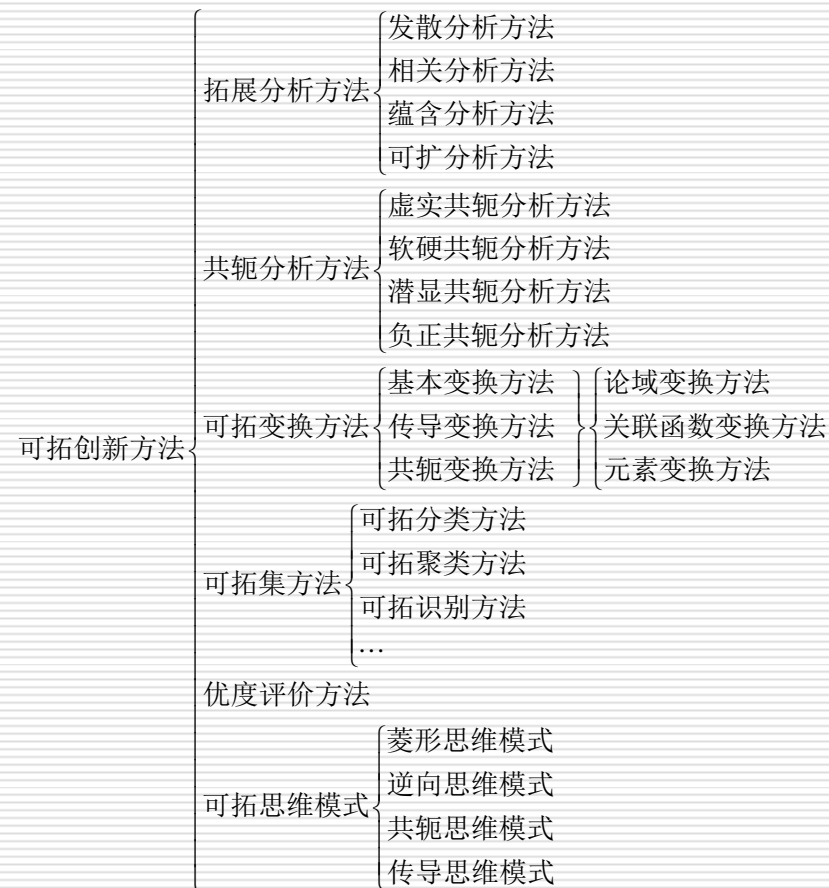 可拓创新方法
拓展分析方法
发散分析方法
相关分析方法
蕴含分析方法
可扩分析方法
共轭分析方法
虚实共轭分析方法
软硬共轭分析方法
潜显共轭分析方法
负正共轭分析方法
可拓变换方法
基本变换方法
传导变换方法
共轭变换方法
论域变换方法
关联函数变换方法
元素变换方法
可拓集方法
可拓分类方法
可拓聚类方法
可拓识别方法
…
优度评价方法
可拓思维模式
菱形思维模式
逆向思维模式
共轭思维模式
传导思维模式